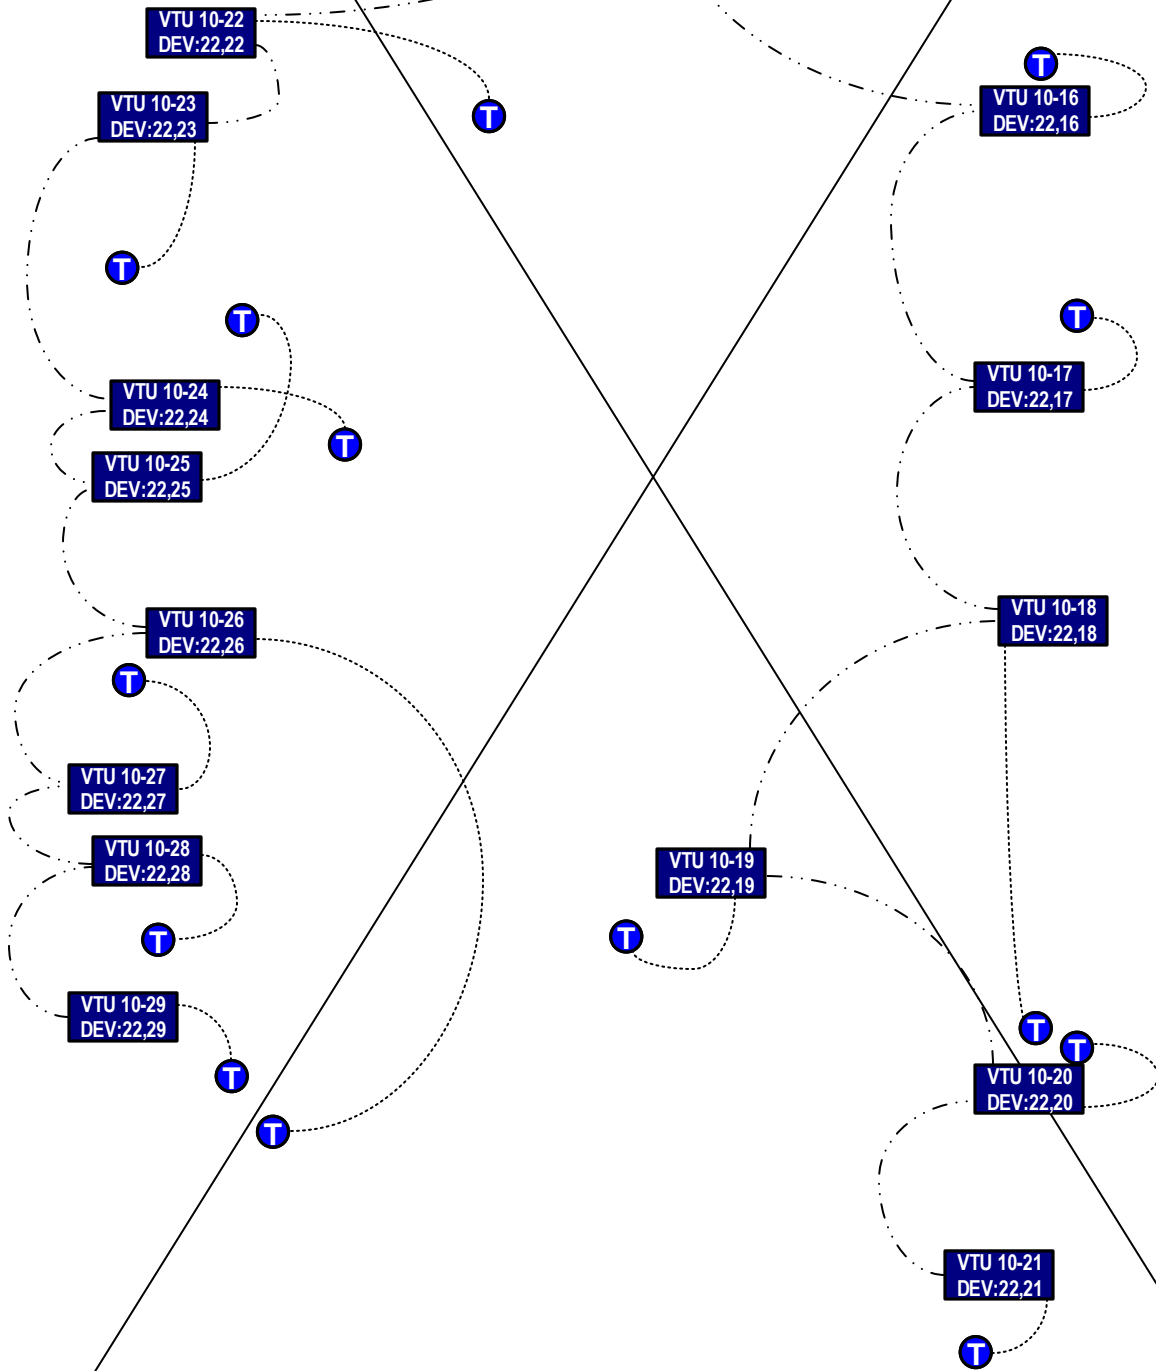 VTU 10-22
DEV:22,22
T
VTU 10-16
DEV:22,16
T
VTU 10-23
DEV:22,23
T
T
VTU 10-24
DEV:22,24
T
VTU 10-25
DEV:22,25
T
VTU 10-17
DEV:22,17
VTU 10-26
DEV:22,26
T
VTU 10-18
DEV:22,18
VTU 10-27
DEV:22,27
VTU 10-28
DEV:22,28
T
VTU 10-19
DEV:22,19
T
VTU 10-29
DEV:22,29
T
T
T
T
VTU 10-20
DEV:22,20
VTU 10-21
DEV:22,21
T